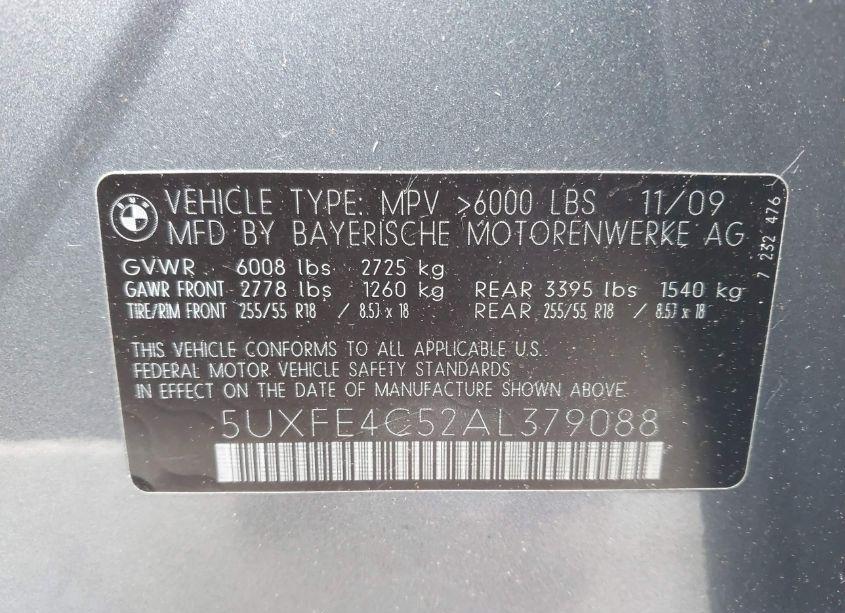 BMW
VEHICLE TYPE: MPV >6000 LBS 11/09
MFD BY BAYERISCHE MOTORENWERKE AG
GVWR 6008 lbs 2725 kg
GAWR FRONT 2778 lbs 1260 kg REAR 3395 lbs 1540 kg
TIRE/RIM FRONT 255/55 R18 / 8.5J x 18 REAR 255/55 R18 / 8.5J x 18
THIS VEHICLE CONFORMS TO ALL APPLICABLE U.S.
FEDERAL MOTOR VEHICLE SAFETY STANDARDS
IN EFFECT ON THE DATE OF MANUFACTURE SHOWN ABOVE.
5UXFE4C52AL379088
7 232 476